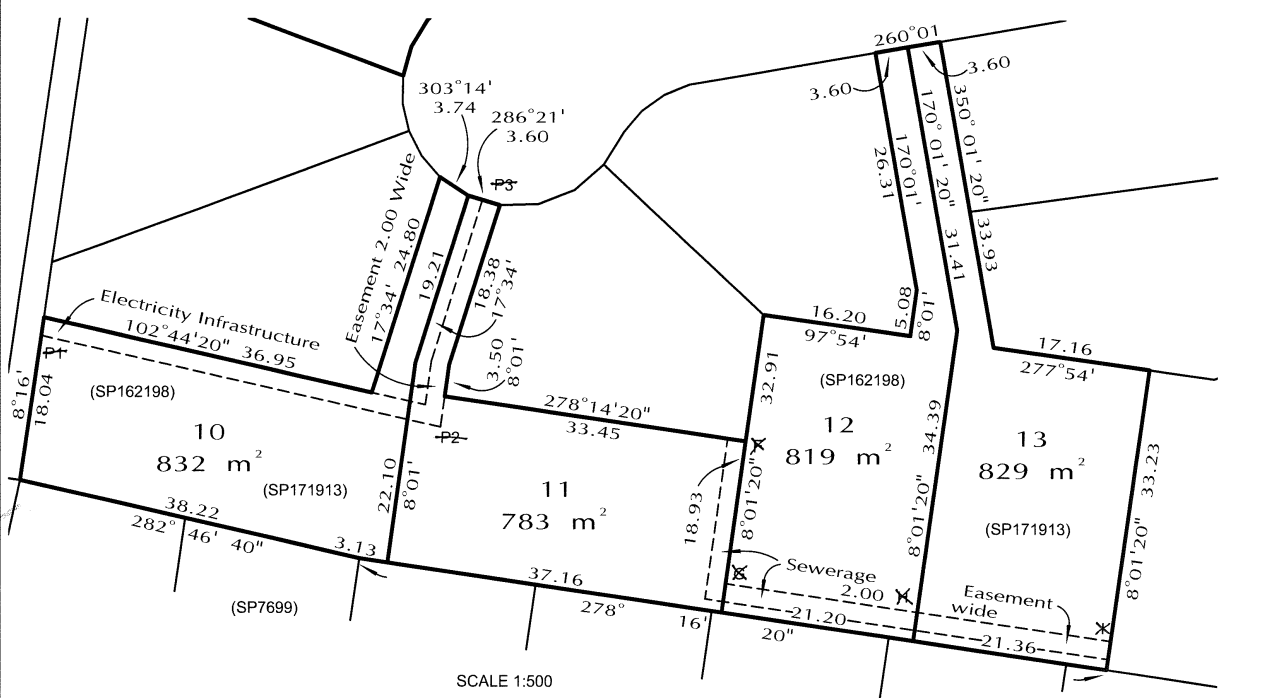 260°01
3.60
3.60
303°14'
3.74
286°21'
3.60
P3
170°01'
26.31
170° 01' 20"
31.41
350° 01' 20"
33.93
Easement 2.00 Wide
17°34' 24.80
19.21
18.38
17°34'
3.50
8°01'
Electricity Infrastructure
102°44'20" 36.95
P1
8°16'
18.04
(SP162198)
10
832 m²
(SP171913)
P2
22.10
8°01'
38.22
282° 46' 40"
3.13
(SP7699)
278°14'20"
33.45
11
783 m²
18.93
37.16
278° 16' 20"
16.20
97°54'
5.08
8°01'
32.91
8°01'20"
(SP162198)
12
819 m²
34.39
8°01'20"
Sewerage
2.00
Easement
wide
21.20
21.36
17.16
277°54'
13
829 m²
(SP171913)
33.23
8°01'20"
SCALE 1:500